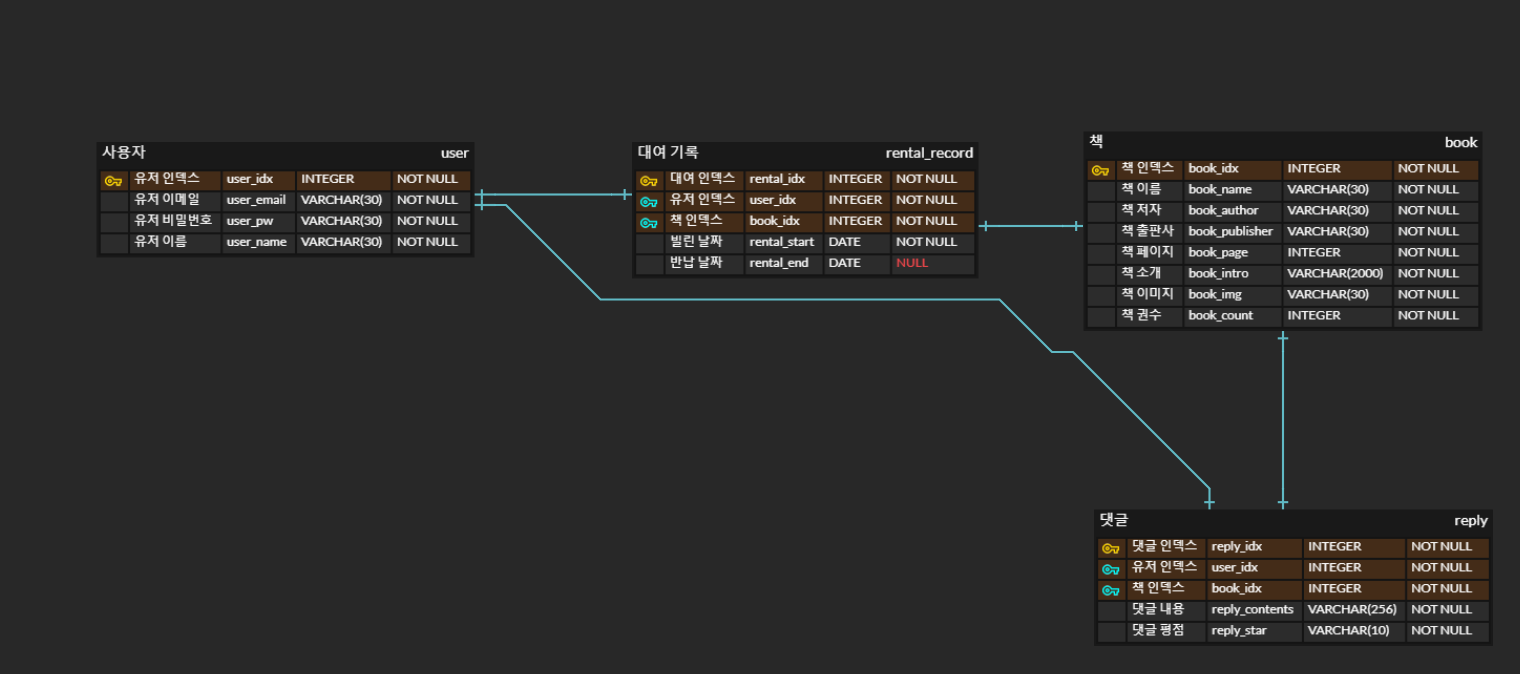 사용자 user
유저 인덱스 user_idx INTEGER NOT NULL
유저 이메일 user_email VARCHAR(30) NOT NULL
유저 비밀번호 user_pw VARCHAR(30) NOT NULL
유저 이름 user_name VARCHAR(30) NOT NULL
대여 기록 rental_record
대여 인덱스 rental_idx INTEGER NOT NULL
유저 인덱스 user_idx INTEGER NOT NULL
책 인덱스 book_idx INTEGER NOT NULL
빌린 날짜 rental_start DATE NOT NULL
반납 날짜 rental_end DATE NULL
책 book
책 인덱스 book_idx INTEGER NOT NULL
책 이름 book_name VARCHAR(30) NOT NULL
책 저자 book_author VARCHAR(30) NOT NULL
책 출판사 book_publisher VARCHAR(30) NOT NULL
책 페이지 book_page INTEGER NOT NULL
책 소개 book_intro VARCHAR(2000) NOT NULL
책 이미지 book_img VARCHAR(30) NOT NULL
책 권수 book_count INTEGER NOT NULL
댓글 reply
댓글 인덱스 reply_idx INTEGER NOT NULL
유저 인덱스 user_idx INTEGER NOT NULL
책 인덱스 book_idx INTEGER NOT NULL
댓글 내용 reply_contents VARCHAR(256) NOT NULL
댓글 평점 reply_star VARCHAR(10) NOT NULL